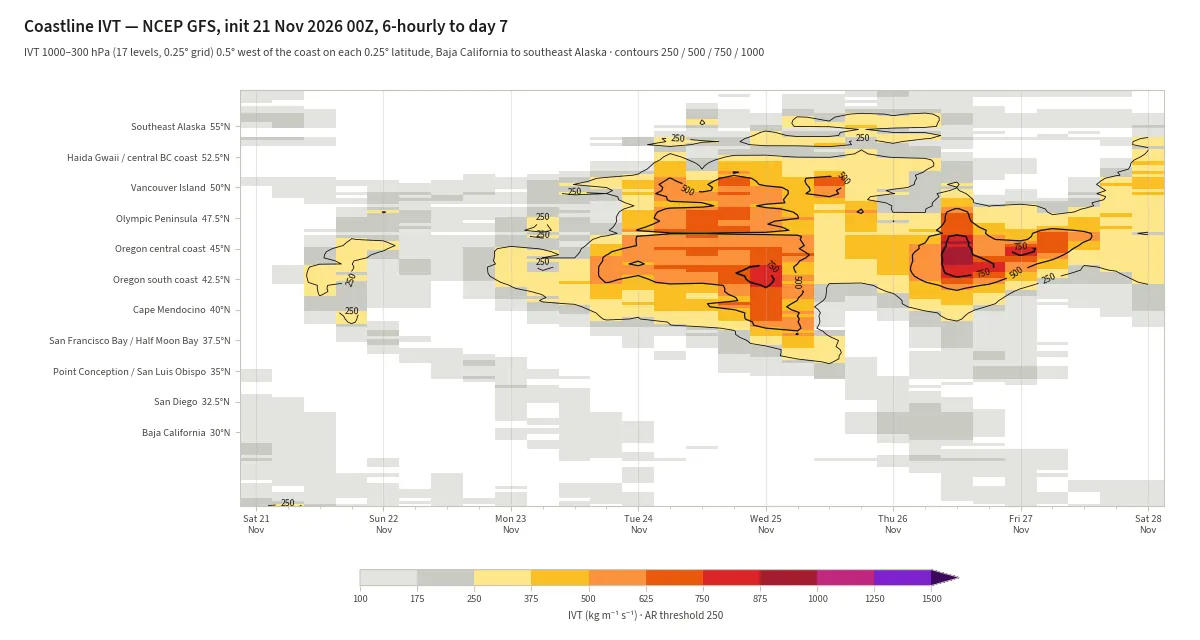 Coastline IVT — NCEP GFS, init 21 Nov 2026 00Z, 6-hourly to day 7
IVT 1000–300 hPa (17 levels, 0.25° grid) 0.5° west of the coast on each 0.25° latitude, Baja California to southeast Alaska · contours 250 / 500 / 750 / 1000
Southeast Alaska 55°N
Haida Gwaii / central BC coast 52.5°N
Vancouver Island 50°N
Olympic Peninsula 47.5°N
Oregon central coast 45°N
Oregon south coast 42.5°N
Cape Mendocino 40°N
San Francisco Bay / Half Moon Bay 37.5°N
Point Conception / San Luis Obispo 35°N
San Diego 32.5°N
Baja California 30°N
250
250
500
500
250
250
250
250
250
250
750
500
750
750
500
250
250
Sat 21
Nov
Sun 22
Nov
Mon 23
Nov
Tue 24
Nov
Wed 25
Nov
Thu 26
Nov
Fri 27
Nov
Sat 28
Nov
100 175 250 375 500 625 750 875 1000 1250 1500
IVT (kg m⁻¹ s⁻¹) · AR threshold 250